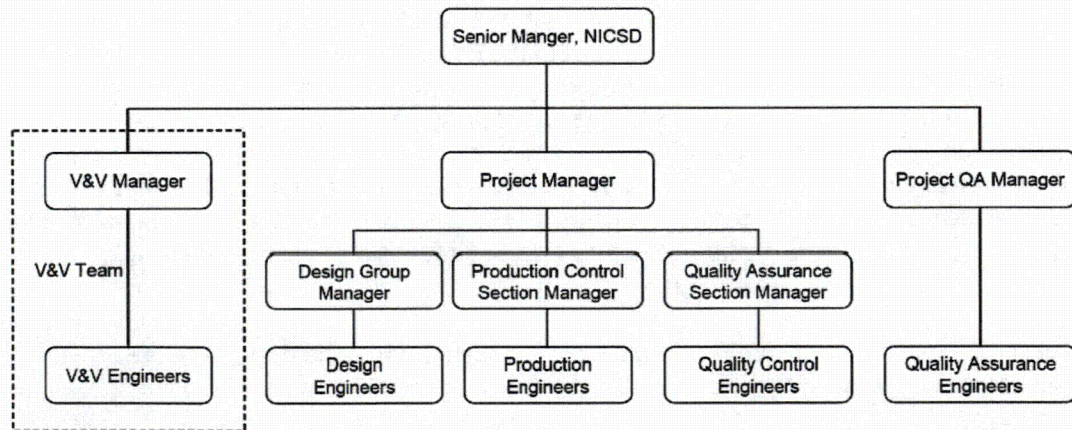 Senior Manger, NICSD
V&V Manager
Project Manager
Project QA Manager
V&V Team
Design Group
Manager
Production Control
Section Manager
Quality Assurance
Section Manager
V&V Engineers
Design
Engineers
Production
Engineers
Quality Control
Engineers
Quality Assurance
Engineers